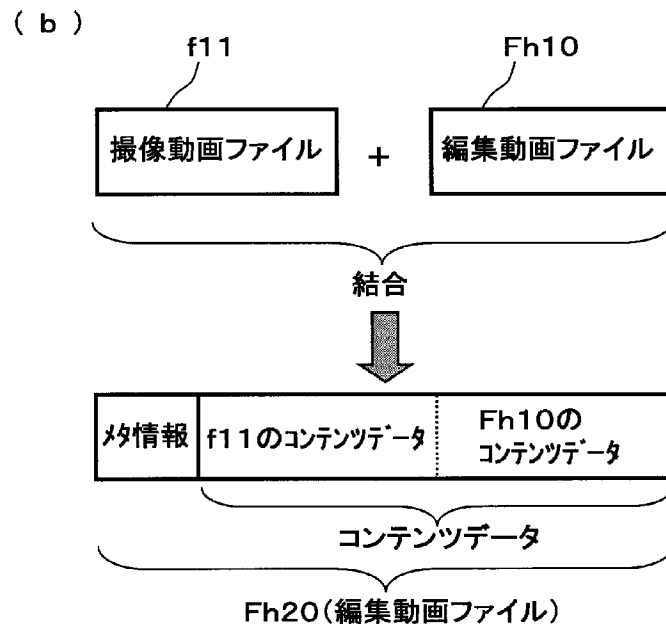 (b)
f11
Fh10
撮像動画ファイル
+
編集動画ファイル
結合
ﾒﾀ情報
f11のコンテンツﾃﾞｰﾀ
Fh10の
コンテンツﾃﾞｰﾀ
コンテンツデータ
Fh20(編集動画ファイル)